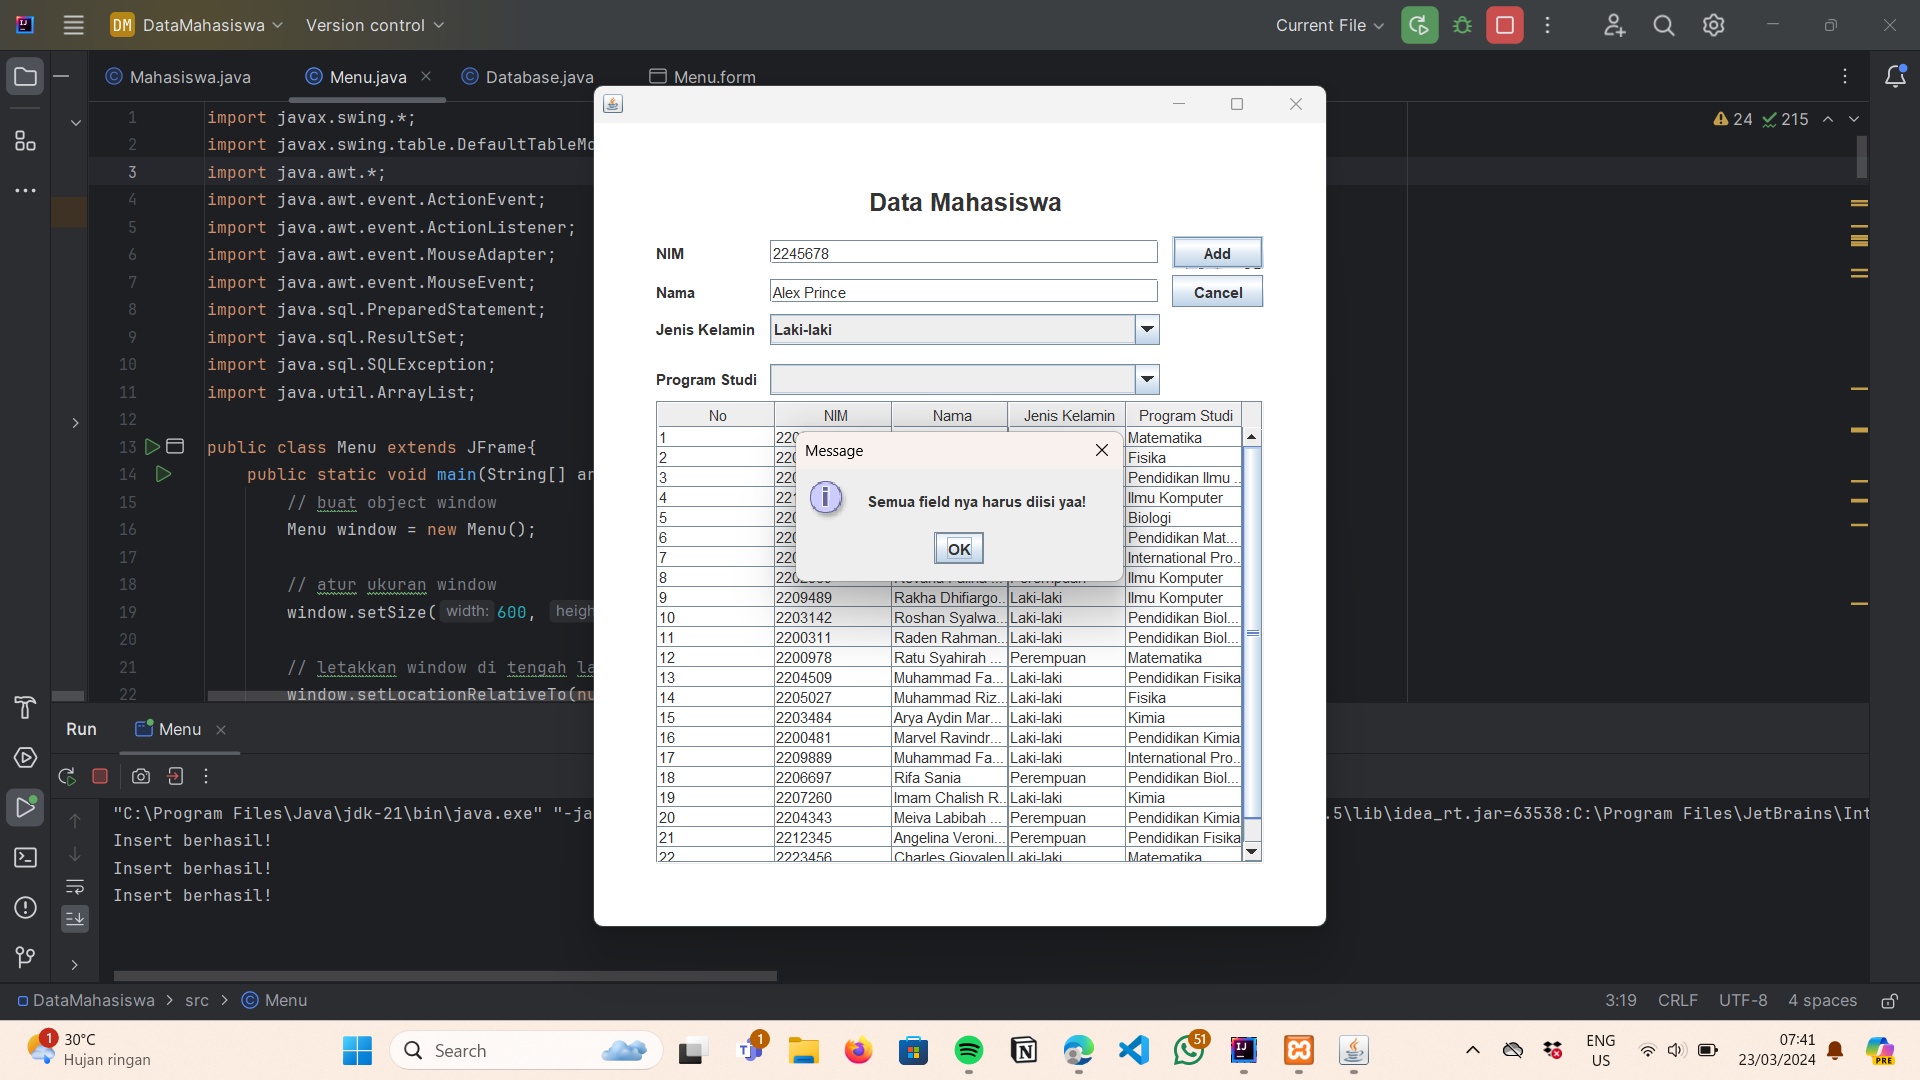 DM DataMahasiswa Version control Current File
Mahasiswa.java Menu.java Database.java Menu.form
24 215
1 import javax.swing.*;
2 import javax.swing.table.DefaultTableMo
3 import java.awt.*;
4 import java.awt.event.ActionEvent;
5 import java.awt.event.ActionListener;
6 import java.awt.event.MouseAdapter;
7 import java.awt.event.MouseEvent;
8 import java.sql.PreparedStatement;
9 import java.sql.ResultSet;
10 import java.sql.SQLException;
11 import java.util.ArrayList;
12
13 public class Menu extends JFrame{
14 public static void main(String[] ar
15 // buat object window
16 Menu window = new Menu();
17
18 // atur ukuran window
19 window.setSize( width: 600, heigh
20
21 // letakkan window di tengah la
22 window.setLocationRelativeTo(nu
Data Mahasiswa
NIM 2245678 Add
Nama Alex Prince Cancel
Jenis Kelamin Laki-laki
Program Studi
No NIM Nama Jenis Kelamin Program Studi
1 220 Matematika
2 220 Fisika
3 220 Pendidikan Ilmu ...
4 221 Ilmu Komputer
5 220 Biologi
6 220 Pendidikan Mat...
7 220 International Pro...
8 Perempuan Ilmu Komputer
9 2209489 Rakha Dhifiargo... Laki-laki Ilmu Komputer
10 2203142 Roshan Syalwa... Laki-laki Pendidikan Biol...
11 2200311 Raden Rahman... Laki-laki Pendidikan Biol...
12 2200978 Ratu Syahirah ... Perempuan Matematika
13 2204509 Muhammad Fa... Laki-laki Pendidikan Fisika
14 2205027 Muhammad Riz... Laki-laki Fisika
15 2203484 Arya Aydin Mar... Laki-laki Kimia
16 2200481 Marvel Ravindr... Laki-laki Pendidikan Kimia
17 2209889 Muhammad Fa... Laki-laki International Pro...
18 2206697 Rifa Sania Perempuan Pendidikan Biol...
19 2207260 Imam Chalish R... Laki-laki Kimia
20 2204343 Meiva Labibah ... Perempuan Pendidikan Kimia
21 2212345 Angelina Veroni... Perempuan Pendidikan Fisika
22 2223456 Charles Giovalen Laki-laki Matematika
Message
Semua field nya harus diisi yaa!
OK
Run Menu
"C:\Program Files\Java\jdk-21\bin\java.exe" "-ja .5\lib\idea_rt.jar=63538:C:\Program Files\JetBrains\Int
Insert berhasil!
Insert berhasil!
Insert berhasil!
DataMahasiswa > src > Menu 3:19 CRLF UTF-8 4 spaces
1 30°C
Hujan ringan
Search
1
51
PRE
ENG
US
07:41
23/03/2024